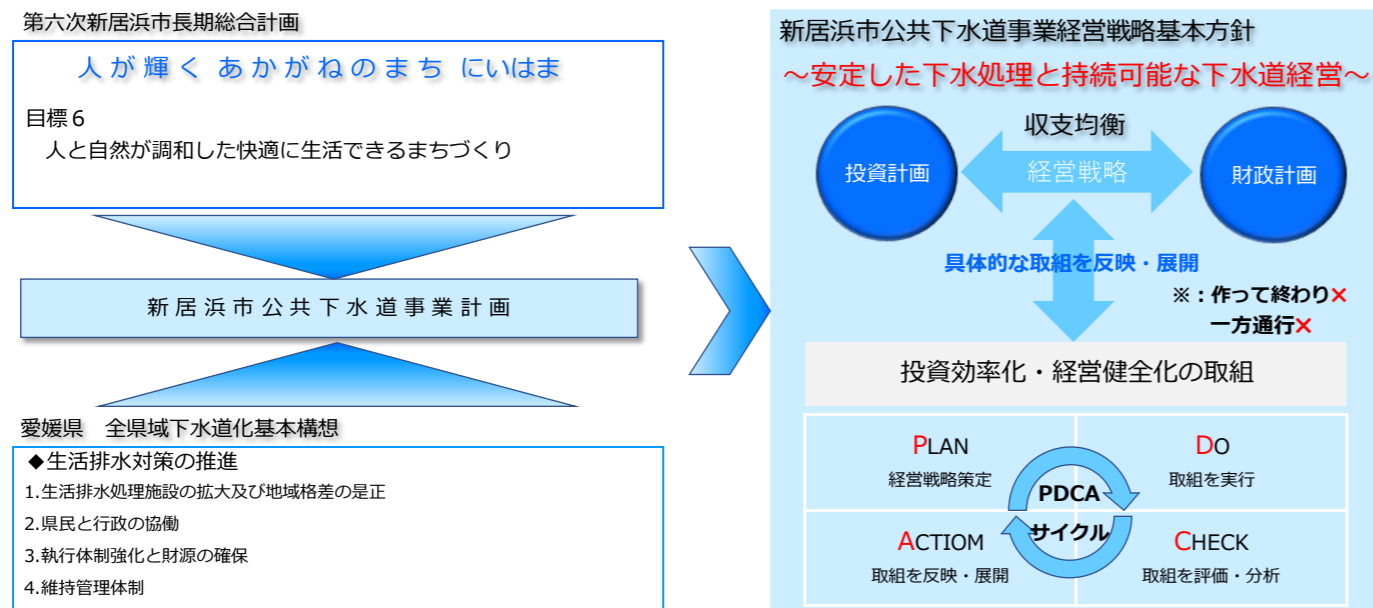 第六次新居浜市長期総合計画
人が輝く あかがねのまち にいはま
目標６
人と自然が調和した快適に生活できるまちづくり
新居浜市公共下水道事業計画
愛媛県　全県域下水道化基本構想
◆生活排水対策の推進
1.生活排水処理施設の拡大及び地域格差の是正
2.県民と行政の協働
3.執行体制強化と財源の確保
4.維持管理体制
新居浜市公共下水道事業経営戦略基本方針
～安定した下水処理と持続可能な下水道経営～
収支均衡
投資計画
経営戦略
財政計画
具体的な取組を反映・展開
※：作って終わり×
一方通行×
投資効率化・経営健全化の取組
PLAN
経営戦略策定
DO
取組を実行
PDCA
サイクル
ACTIOM
取組を反映・展開
CHECK
取組を評価・分析